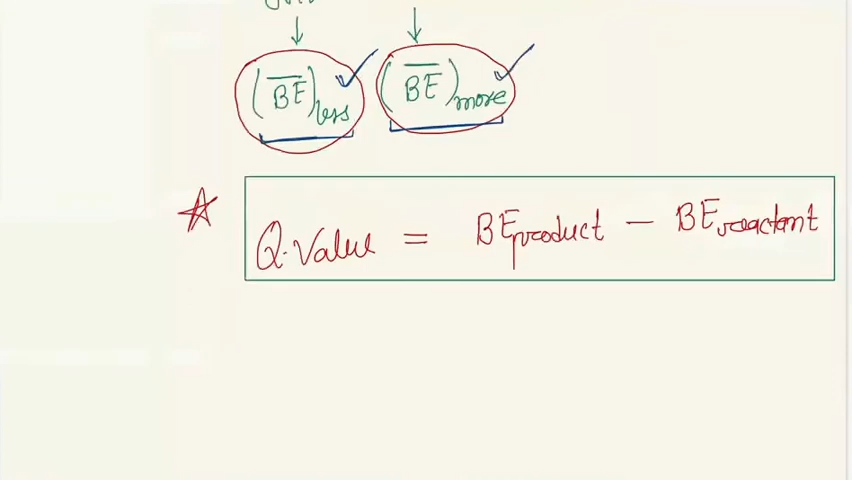 (BE)less (BE)more
Q.Value = BEproduct - BEreactant